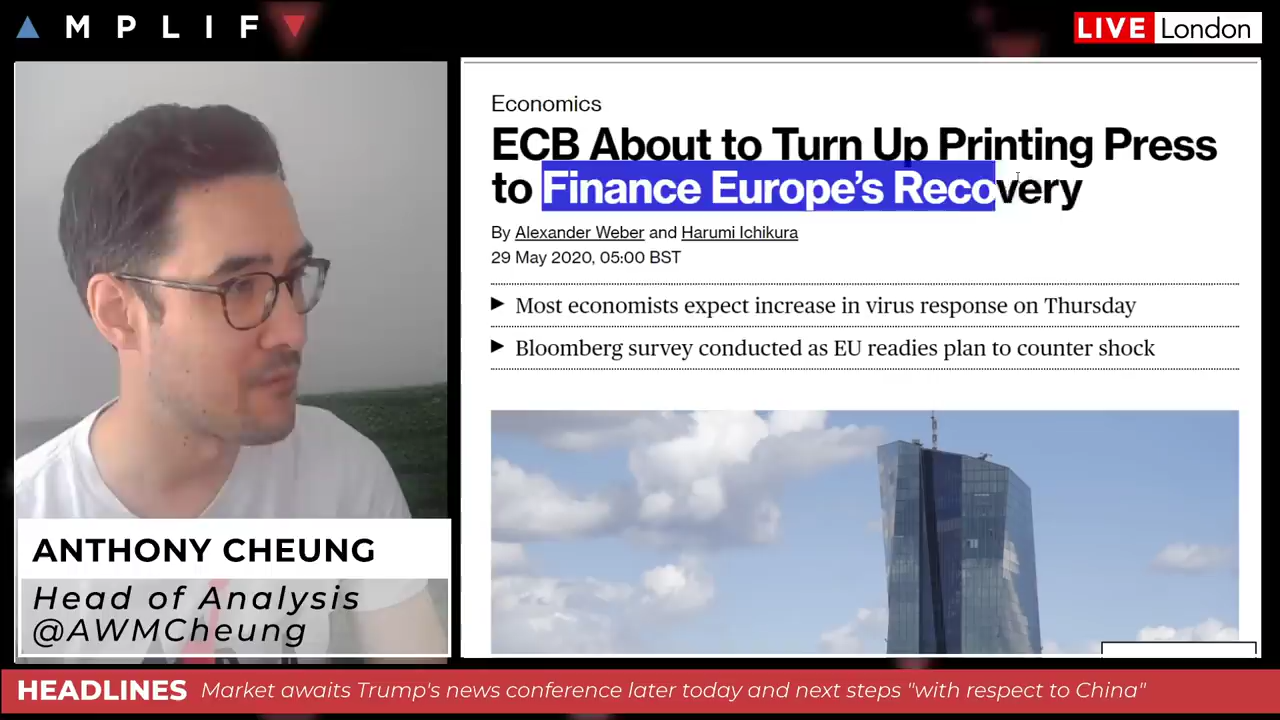 AMPLIFY
LIVE London
Economics
ECB About to Turn Up Printing Press
to Finance Europe's Recovery
By Alexander Weber and Harumi Ichikura
29 May 2020, 05:00 BST
Most economists expect increase in virus response on Thursday
Bloomberg survey conducted as EU readies plan to counter shock
ANTHONY CHEUNG
Head of Analysis
@AWMCheung
HEADLINES Market awaits Trump's news conference later today and next steps "with respect to China"